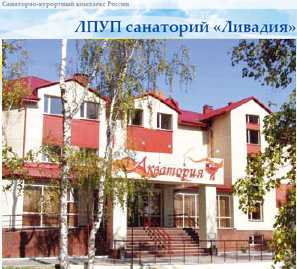 Санаторно-курортный комплекс России
ЛПУП санаторий «Ливадия»
Акватория